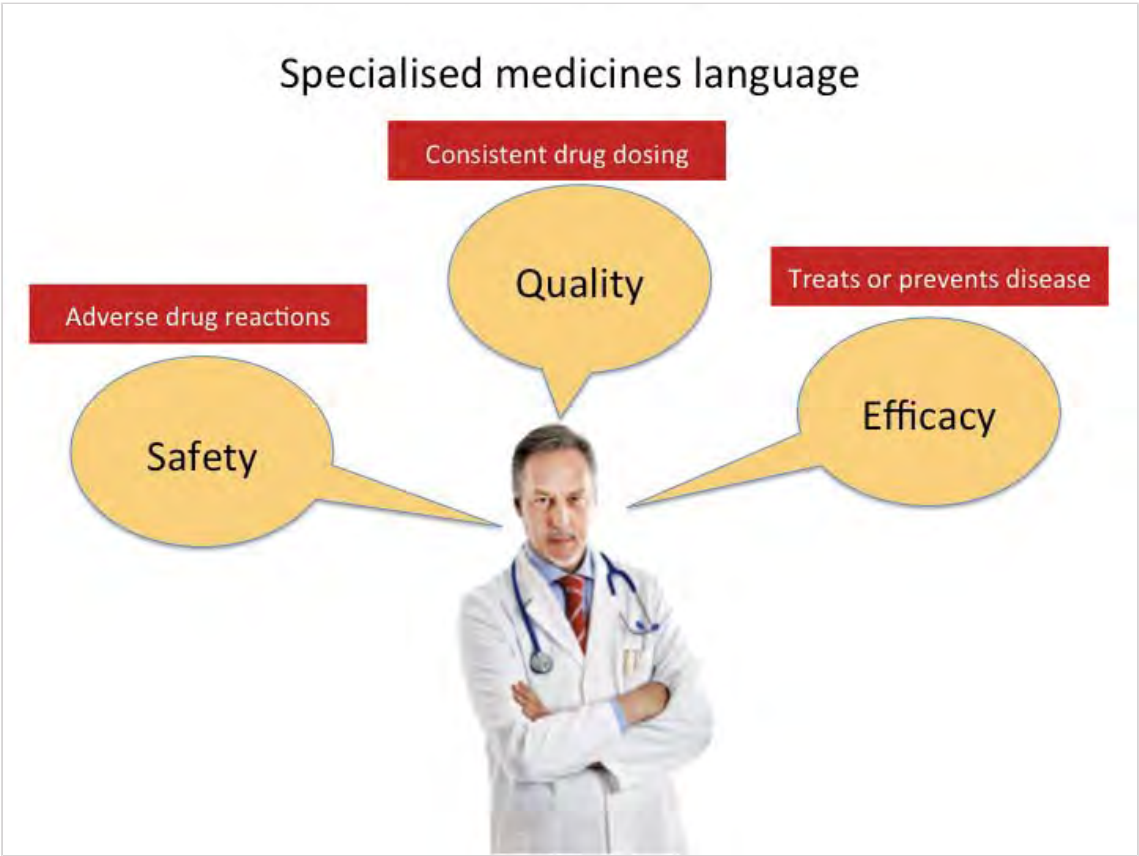 Specialised medicines language
Consistent drug dosing
Quality
Treats or prevents disease
Efficacy
Adverse drug reactions
Safety